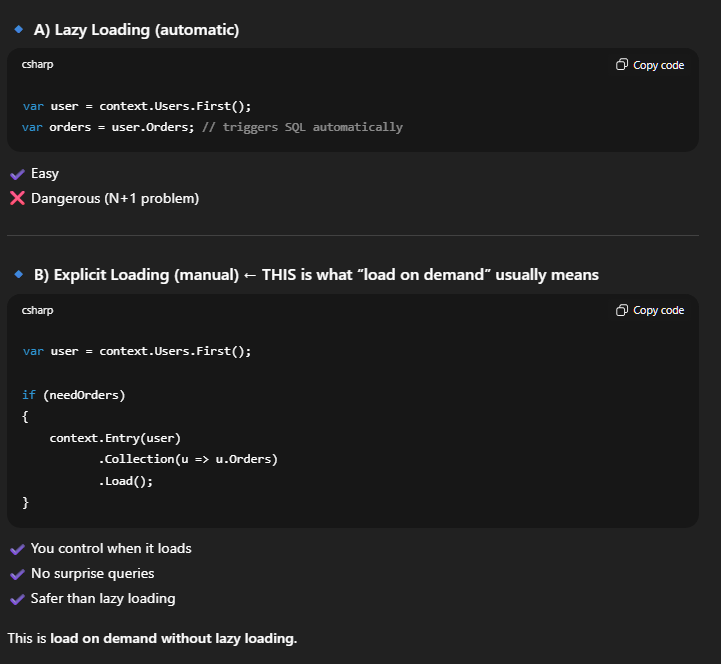 A) Lazy Loading (automatic)
csharp
Copy code
var user = context.Users.First();
var orders = user.Orders; // triggers SQL automatically
Easy
Dangerous (N+1 problem)
B) Explicit Loading (manual) ← THIS is what “load on demand” usually means
csharp
Copy code
var user = context.Users.First();
if (needOrders)
{
    context.Entry(user)
           .Collection(u => u.Orders)
           .Load();
}
You control when it loads
No surprise queries
Safer than lazy loading
This is load on demand without lazy loading.